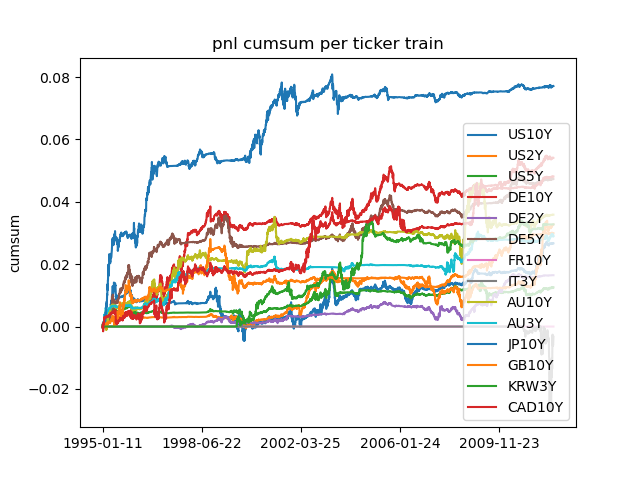 pnl cumsum per ticker train
cumsum
0.08
0.06
0.04
0.02
0.00
−0.02
1995-01-11
1998-06-22
2002-03-25
2006-01-24
2009-11-23
US10Y
US2Y
US5Y
DE10Y
DE2Y
DE5Y
FR10Y
IT3Y
AU10Y
AU3Y
JP10Y
GB10Y
KRW3Y
CAD10Y